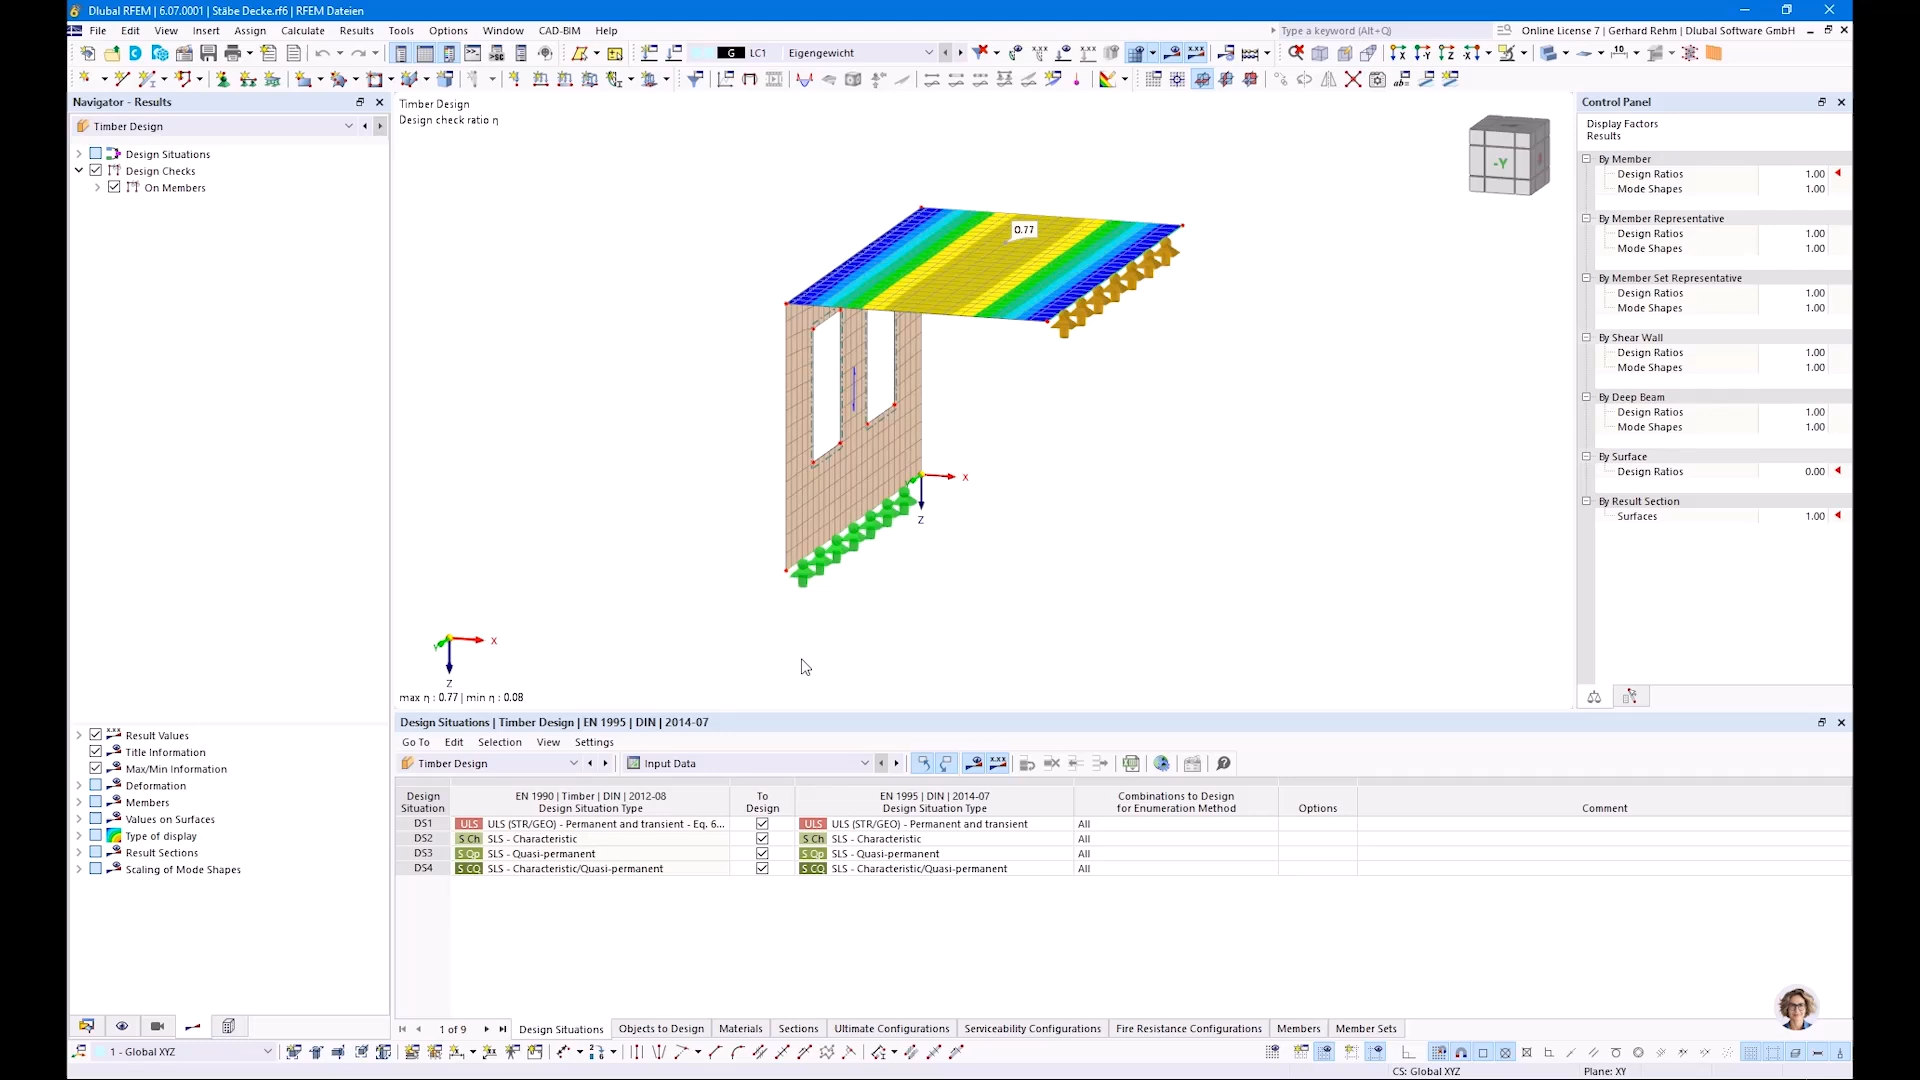 Dlubal RFEM | 6.07.0001 | Stäbe Decke.rf6 | RFEM Dateien
File Edit View Insert Assign Calculate Results Tools Options Window CAD-BIM Help
Type a keyword (Alt+Q)
Online License 7 | Gerhard Rehm | Dlubal Software GmbH
G LC1 Eigengewicht
Navigator - Results
Timber Design
Design Situations
Design Checks
On Members
Result Values
Title Information
Max/Min Information
Deformation
Members
Values on Surfaces
Type of display
Result Sections
Scaling of Mode Shapes
Timber Design
Design check ratio η
-Y
0.77
X
Z
X
Y
Z
max η : 0.77 | min η : 0.08
Control Panel
Display Factors
Results
By Member
Design Ratios 1.00
Mode Shapes 1.00
By Member Representative
Design Ratios 1.00
Mode Shapes 1.00
By Member Set Representative
Design Ratios 1.00
Mode Shapes 1.00
By Shear Wall
Design Ratios 1.00
Mode Shapes 1.00
By Deep Beam
Design Ratios 1.00
Mode Shapes 1.00
By Surface
Design Ratios 0.00
By Result Section
Surfaces 1.00
Design Situations | Timber Design | EN 1995 | DIN | 2014-07
Go To Edit Selection View Settings
Timber Design Input Data
Design Situation EN 1990 | Timber | DIN | 2012-08 Design Situation Type To Design EN 1995 | DIN | 2014-07 Design Situation Type Combinations to Design for Enumeration Method Options Comment
DS1 ULS ULS (STR/GEO) - Permanent and transient - Eq. 6... ULS ULS (STR/GEO) - Permanent and transient All
DS2 S Ch SLS - Characteristic S Ch SLS - Characteristic All
DS3 S Qp SLS - Quasi-permanent S Qp SLS - Quasi-permanent All
DS4 S CQ SLS - Characteristic/Quasi-permanent S CQ SLS - Characteristic/Quasi-permanent All
1 of 9 Design Situations Objects to Design Materials Sections Ultimate Configurations Serviceability Configurations Fire Resistance Configurations Members Member Sets
1 - Global XYZ
CS: Global XYZ Plane: XY